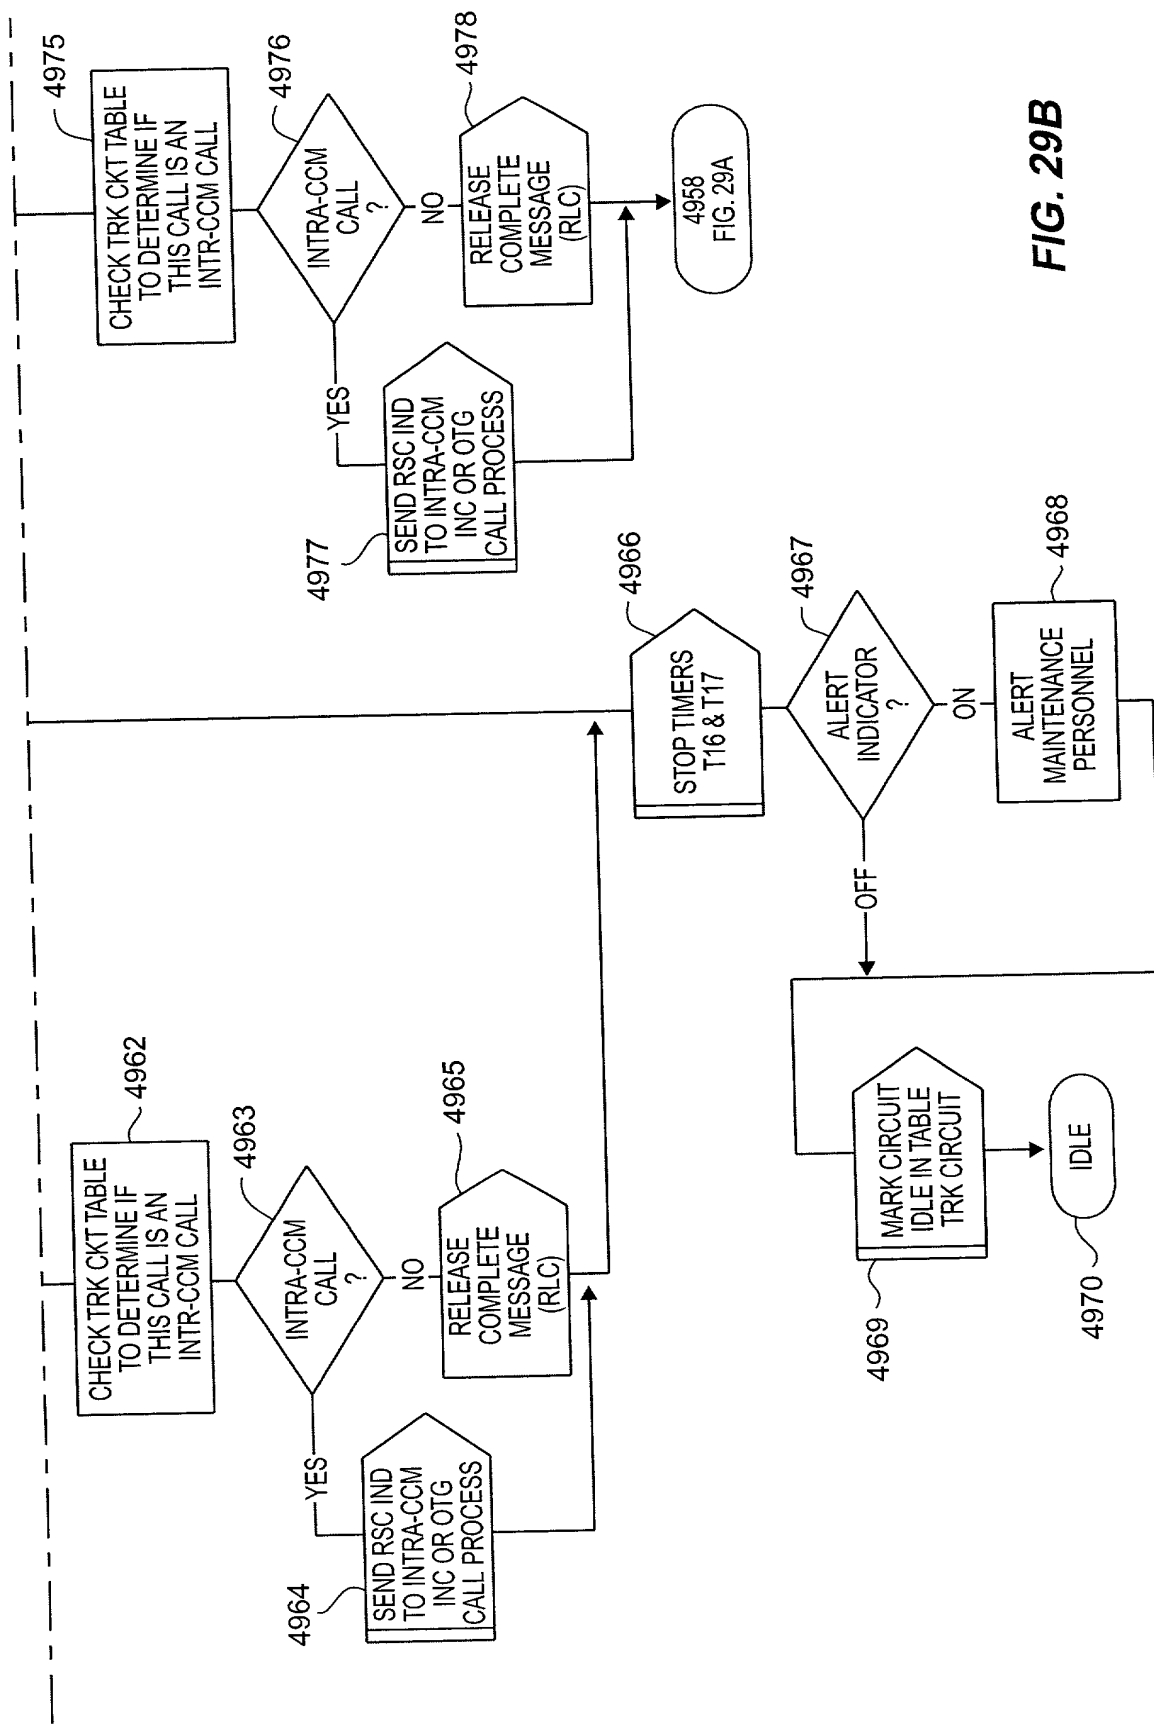 4962
CHECK TRK CKT TABLE
TO DETERMINE IF
THIS CALL IS AN
INTR-CCM CALL
4963
INTRA-CCM
CALL
?
YES
NO
4964
SEND RSC IND
TO INTRA-CCM
INC OR OTG
CALL PROCESS
4965
RELEASE
COMPLETE
MESSAGE
(RLC)
4975
CHECK TRK CKT TABLE
TO DETERMINE IF
THIS CALL IS AN
INTR-CCM CALL
4976
INTRA-CCM
CALL
?
YES
NO
4977
SEND RSC IND
TO INTRA-CCM
INC OR OTG
CALL PROCESS
4978
RELEASE
COMPLETE
MESSAGE
(RLC)
4958
FIG. 29A
4966
STOP TIMERS
T16 & T17
4967
ALERT
INDICATOR
?
OFF
ON
4968
ALERT
MAINTENANCE
PERSONNEL
4969
MARK CIRCUIT
IDLE IN TABLE
TRK CIRCUIT
4970
IDLE
FIG. 29B